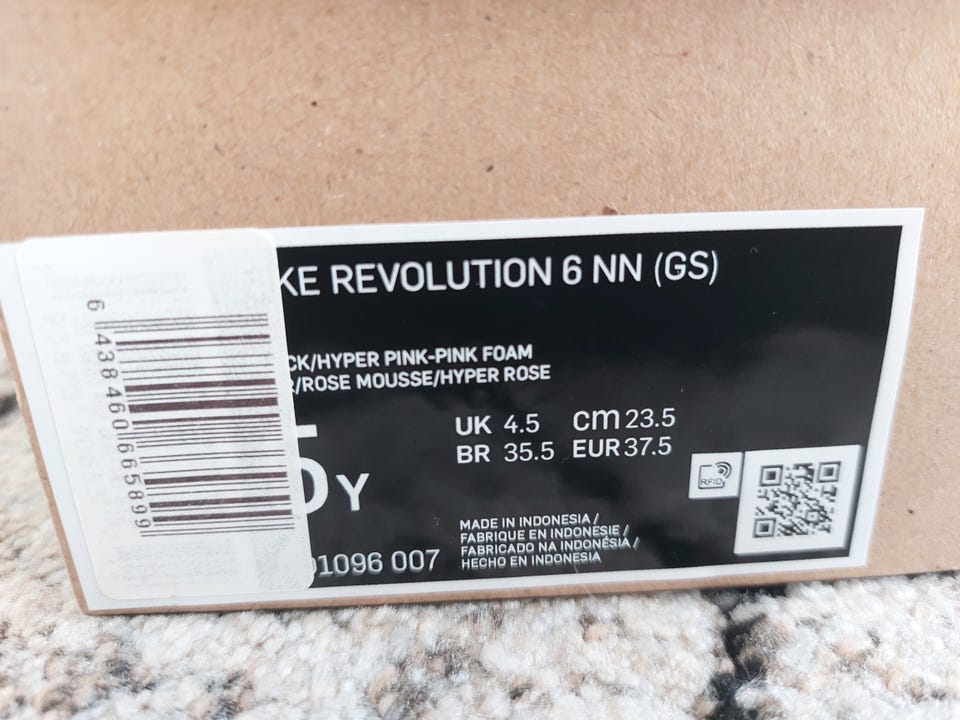 KE REVOLUTION 6 NN (GS)
CK/HYPER PINK-PINK FOAM
R/ROSE MOUSSE/HYPER ROSE
UK 4.5 cm 23.5
BR 35.5 EUR 37.5
5Y
RFID
MADE IN INDONESIA /
FABRIQUE EN INDONESIE /
FABRICADO NA INDONÉSIA /
HECHO EN INDONESIA
1096 007
6 438460 665899